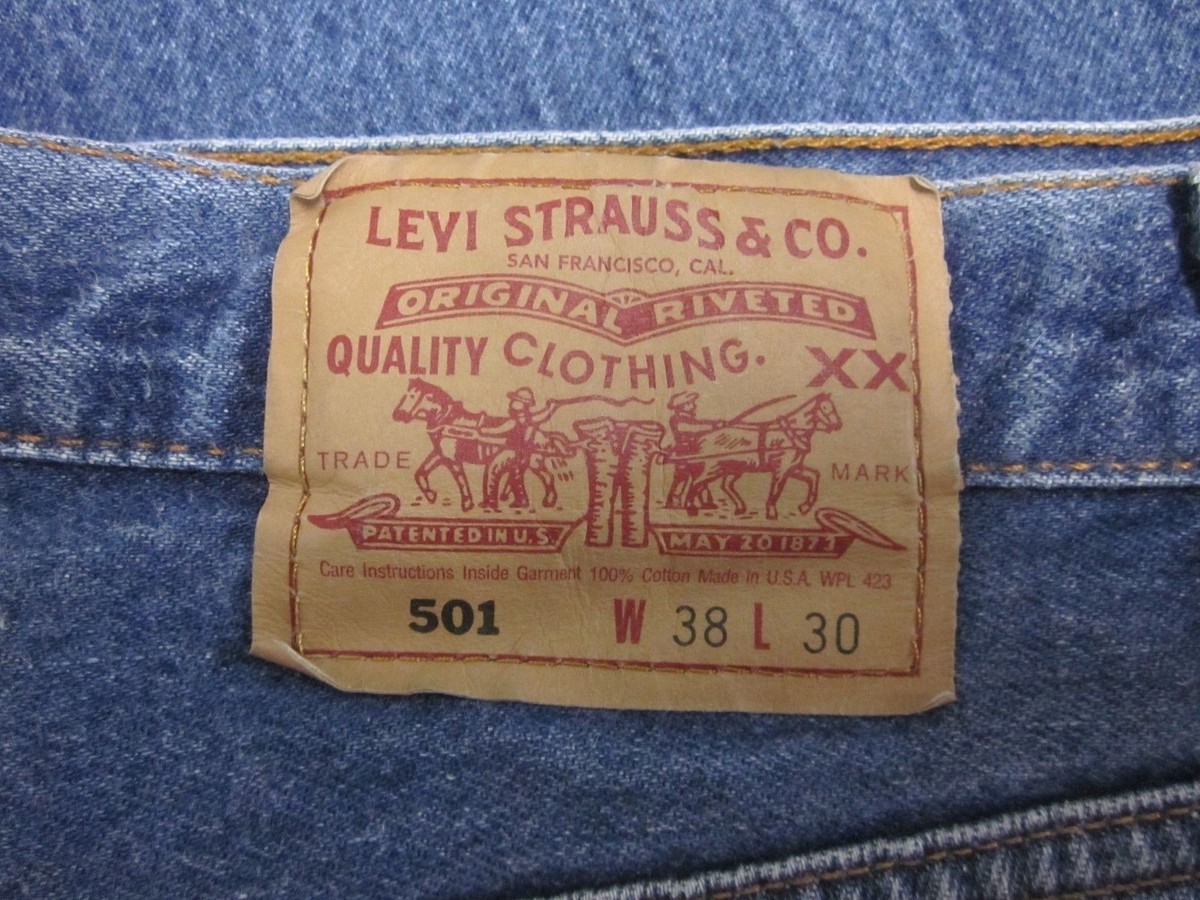 LEVI STRAUSS & CO.
SAN FRANCISCO, CAL.
ORIGINAL RIVETED
QUALITY CLOTHING. XX
TRADE MARK
PATENTED IN U.S. MAY 20 1873
Care Instructions Inside Garment 100% Cotton Made in U.S.A. WPL 423
501 W 38 L 30